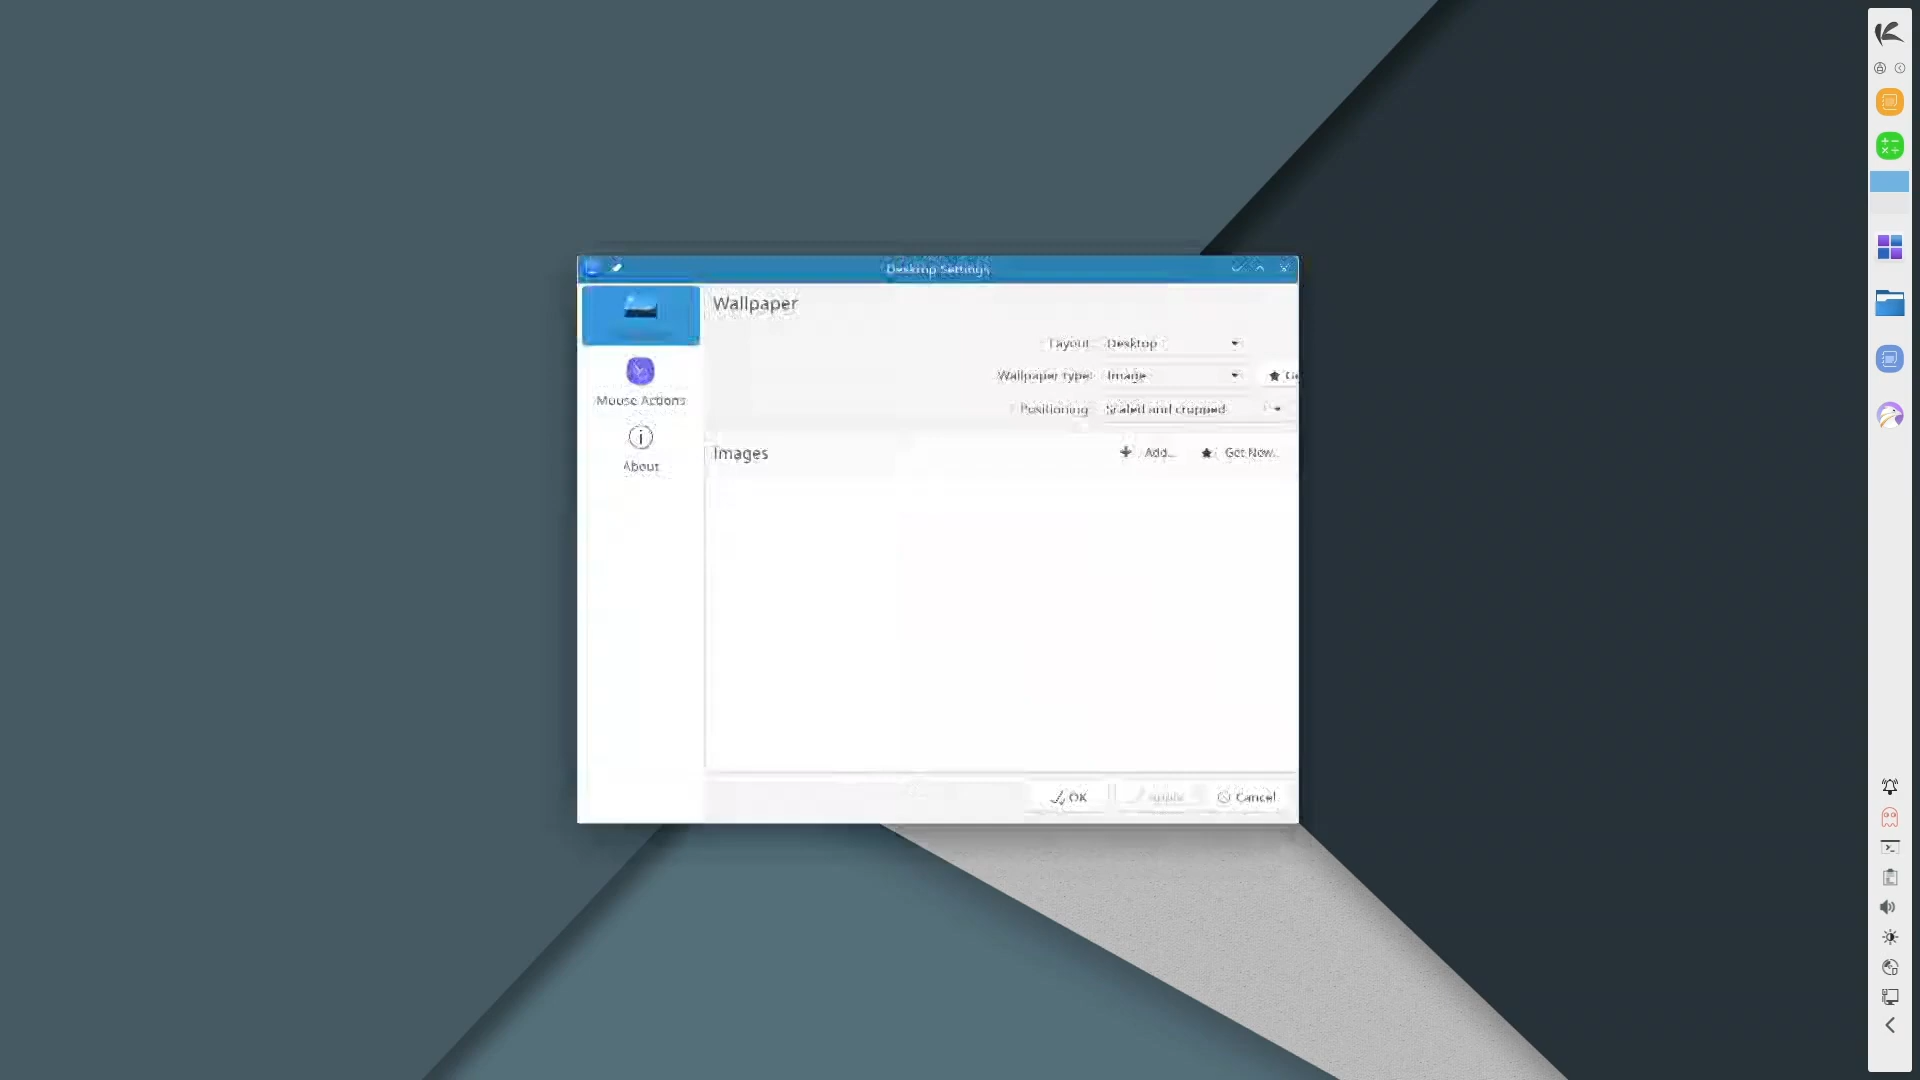 Desktop Settings
Wallpaper
Layout: Desktop
Wallpaper type: Image
Positioning: Scaled and cropped
Mouse Actions
About
Images
Add...
Get New...
OK
Cancel